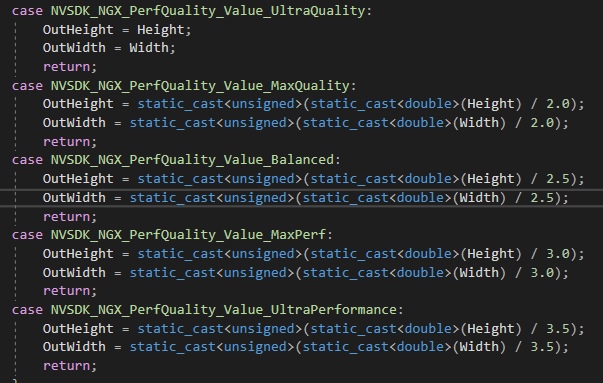 case NVSDK_NGX_PerfQuality_Value_UltraQuality:
    OutHeight = Height;
    OutWidth = Width;
    return;
case NVSDK_NGX_PerfQuality_Value_MaxQuality:
    OutHeight = static_cast<unsigned>(static_cast<double>(Height) / 2.0);
    OutWidth = static_cast<unsigned>(static_cast<double>(Width) / 2.0);
    return;
case NVSDK_NGX_PerfQuality_Value_Balanced:
    OutHeight = static_cast<unsigned>(static_cast<double>(Height) / 2.5);
    OutWidth = static_cast<unsigned>(static_cast<double>(Width) / 2.5);
    return;
case NVSDK_NGX_PerfQuality_Value_MaxPerf:
    OutHeight = static_cast<unsigned>(static_cast<double>(Height) / 3.0);
    OutWidth = static_cast<unsigned>(static_cast<double>(Width) / 3.0);
    return;
case NVSDK_NGX_PerfQuality_Value_UltraPerformance:
    OutHeight = static_cast<unsigned>(static_cast<double>(Height) / 3.5);
    OutWidth = static_cast<unsigned>(static_cast<double>(Width) / 3.5);
    return;